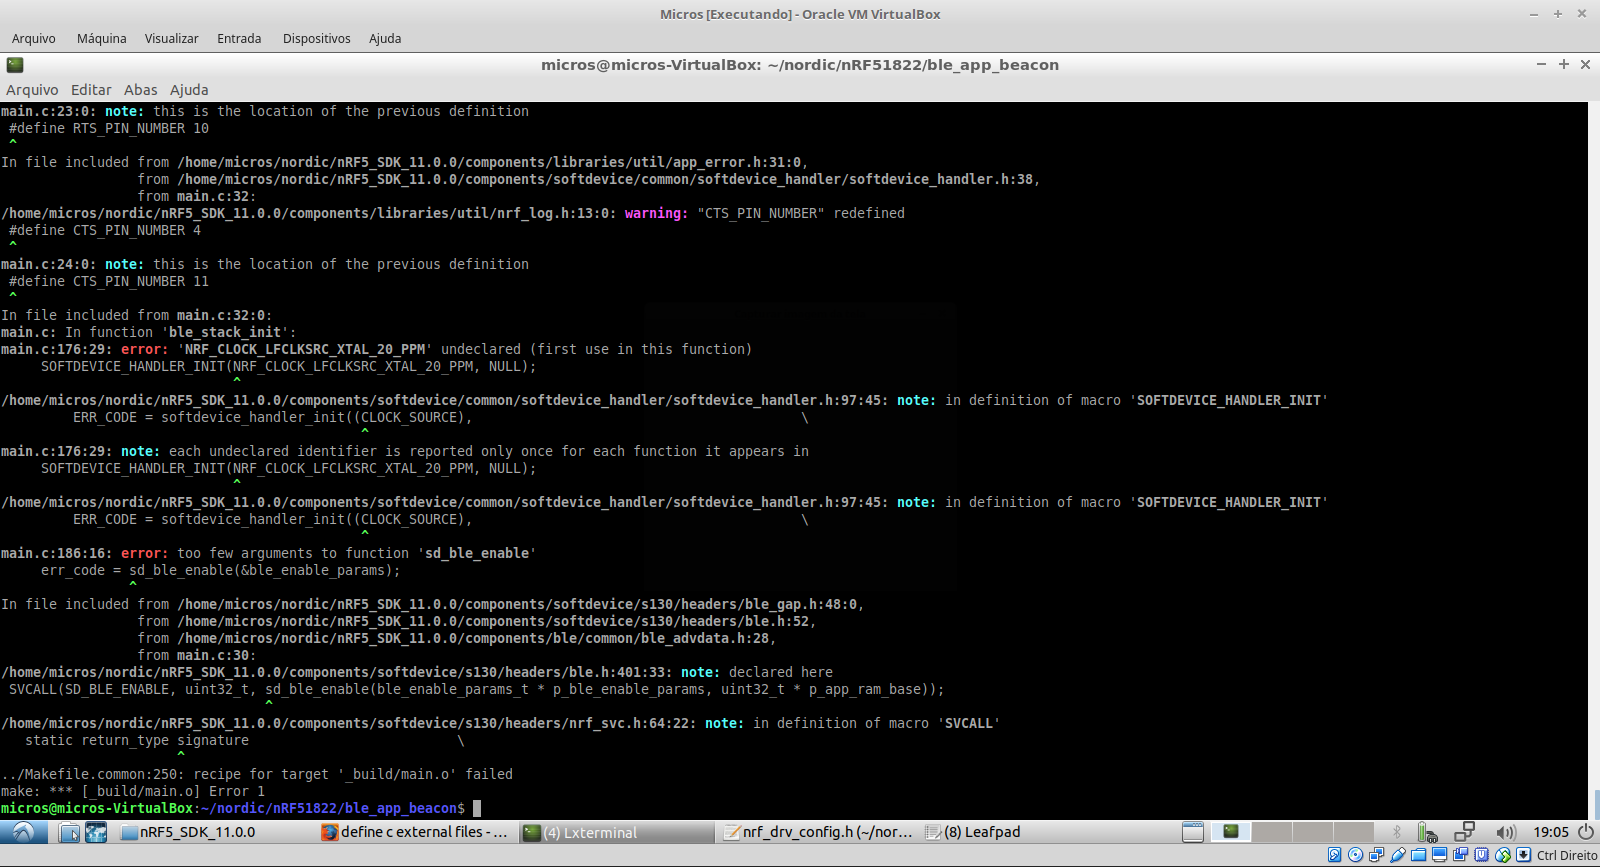 Micros [Executando] - Oracle VM VirtualBox
Arquivo Máquina Visualizar Entrada Dispositivos Ajuda
micros@micros-VirtualBox: ~/nordic/nRF51822/ble_app_beacon
Arquivo Editar Abas Ajuda
main.c:23:0: note: this is the location of the previous definition
#define RTS_PIN_NUMBER 10
^
In file included from /home/micros/nordic/nRF5_SDK_11.0.0/components/libraries/util/app_error.h:31:0,
from /home/micros/nordic/nRF5_SDK_11.0.0/components/softdevice/common/softdevice_handler/softdevice_handler.h:38,
from main.c:32:
/home/micros/nordic/nRF5_SDK_11.0.0/components/libraries/util/nrf_log.h:13:0: warning: "CTS_PIN_NUMBER" redefined
#define CTS_PIN_NUMBER 4
^
main.c:24:0: note: this is the location of the previous definition
#define CTS_PIN_NUMBER 11
^
In file included from main.c:32:0:
main.c: In function 'ble_stack_init':
main.c:176:29: error: 'NRF_CLOCK_LFCLKSRC_XTAL_20_PPM' undeclared (first use in this function)
SOFTDEVICE_HANDLER_INIT(NRF_CLOCK_LFCLKSRC_XTAL_20_PPM, NULL);
^
/home/micros/nordic/nRF5_SDK_11.0.0/components/softdevice/common/softdevice_handler/softdevice_handler.h:97:45: note: in definition of macro 'SOFTDEVICE_HANDLER_INIT'
ERR_CODE = softdevice_handler_init((CLOCK_SOURCE), \
^
main.c:176:29: note: each undeclared identifier is reported only once for each function it appears in
SOFTDEVICE_HANDLER_INIT(NRF_CLOCK_LFCLKSRC_XTAL_20_PPM, NULL);
^
/home/micros/nordic/nRF5_SDK_11.0.0/components/softdevice/common/softdevice_handler/softdevice_handler.h:97:45: note: in definition of macro 'SOFTDEVICE_HANDLER_INIT'
ERR_CODE = softdevice_handler_init((CLOCK_SOURCE), \
^
main.c:186:16: error: too few arguments to function 'sd_ble_enable'
err_code = sd_ble_enable(&ble_enable_params);
^
In file included from /home/micros/nordic/nRF5_SDK_11.0.0/components/softdevice/s130/headers/ble_gap.h:48:0,
from /home/micros/nordic/nRF5_SDK_11.0.0/components/softdevice/s130/headers/ble.h:52,
from /home/micros/nordic/nRF5_SDK_11.0.0/components/ble/common/ble_advdata.h:28,
from main.c:30:
/home/micros/nordic/nRF5_SDK_11.0.0/components/softdevice/s130/headers/ble.h:401:33: note: declared here
SVCALL(SD_BLE_ENABLE, uint32_t, sd_ble_enable(ble_enable_params_t * p_ble_enable_params, uint32_t * p_app_ram_base));
^
/home/micros/nordic/nRF5_SDK_11.0.0/components/softdevice/s130/headers/nrf_svc.h:64:22: note: in definition of macro 'SVCALL'
static return_type signature \
^
../Makefile.common:250: recipe for target '_build/main.o' failed
make: *** [_build/main.o] Error 1
micros@micros-VirtualBox:~/nordic/nRF51822/ble_app_beacon$
nRF5_SDK_11.0.0 define c external files - ... (4) Lxterminal nrf_drv_config.h (~/nor... (8) Leafpad 19:05
Ctrl Direito